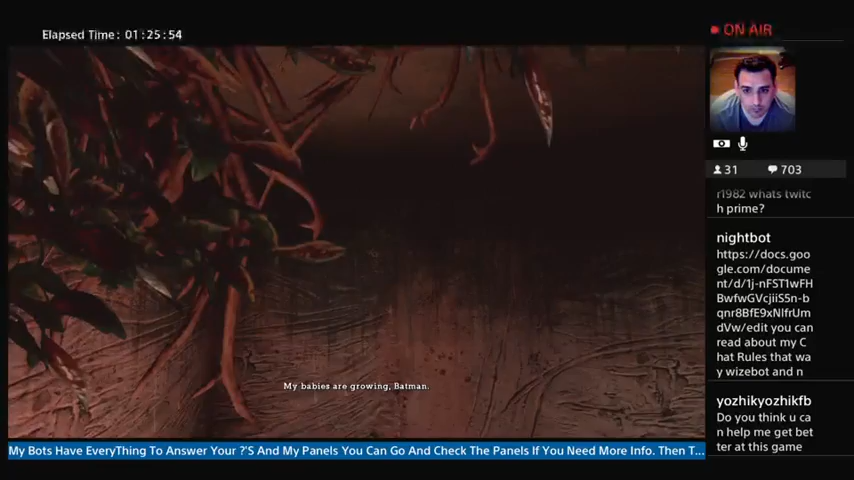 Elapsed Time: 01:25:54
ON AIR
31 703
r1982 whats twitc
h prime?
nightbot
https://docs.goo
gle.com/docume
nt/d/1j-nFST1wFH
BwfwGVcjiiS5n-b
qnr8BfE9xNlfrUm
dVw/edit you can
read about my C
hat Rules that wa
y wizebot and n
yozhikyozhikfb
Do you think u ca
n help me get bet
ter at this game
My babies are growing, Batman.
My Bots Have EveryThing To Answer Your ?'S And My Panels You Can Go And Check The Panels If You Need More Info. Then T...